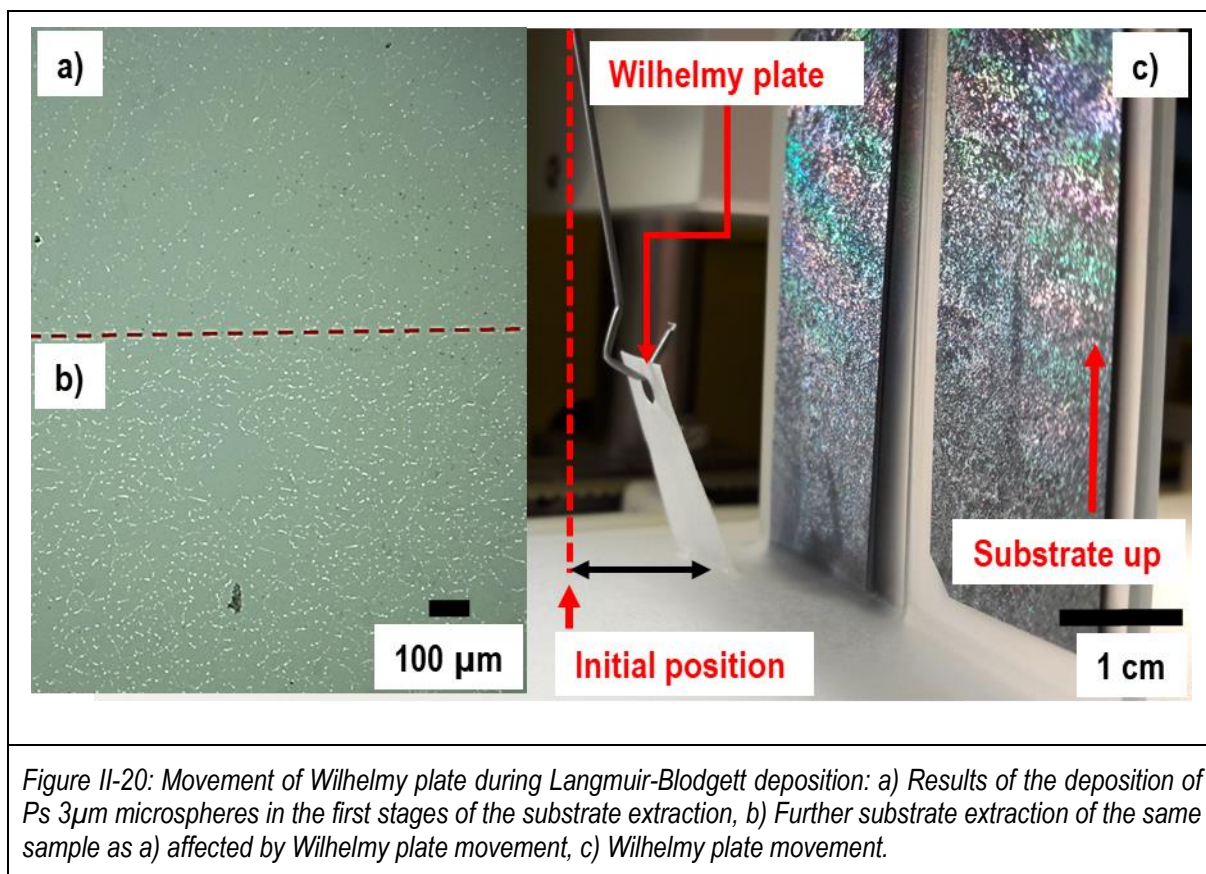 a)
Wilhelmy plate
c)
b)
100 µm
Initial position
Substrate up
1 cm
Figure II-20: Movement of Wilhelmy plate during Langmuir-Blodgett deposition: a) Results of the deposition of
Ps 3µm microspheres in the first stages of the substrate extraction, b) Further substrate extraction of the same
sample as a) affected by Wilhelmy plate movement, c) Wilhelmy plate movement.